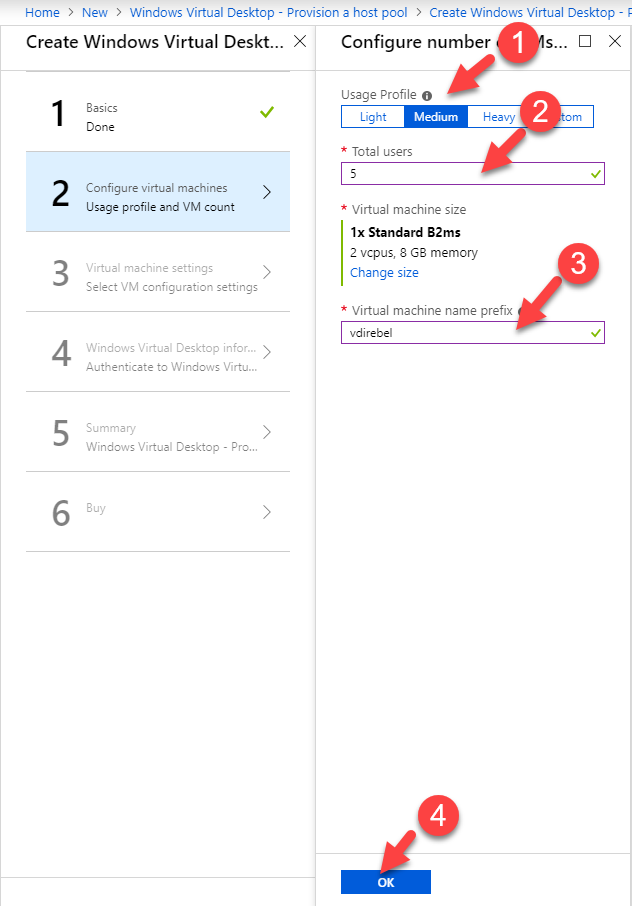 Home > New > Windows Virtual Desktop - Provision a host pool > Create Windows Virtual Desktop -
Create Windows Virtual Deskt...
1
Basics
Done
2
Configure virtual machines
Usage profile and VM count
3
Virtual machine settings
Select VM configuration settings
4
Windows Virtual Desktop infor...
Authenticate to Windows Virtu...
5
Summary
Windows Virtual Desktop - Pro...
6
Buy
Configure number
1
Usage Profile
Light Medium Heavy
2
* Total users
5
* Virtual machine size
1x Standard B2ms
2 vcpus, 8 GB memory
Change size
3
* Virtual machine name prefix
vdirebel
4
OK